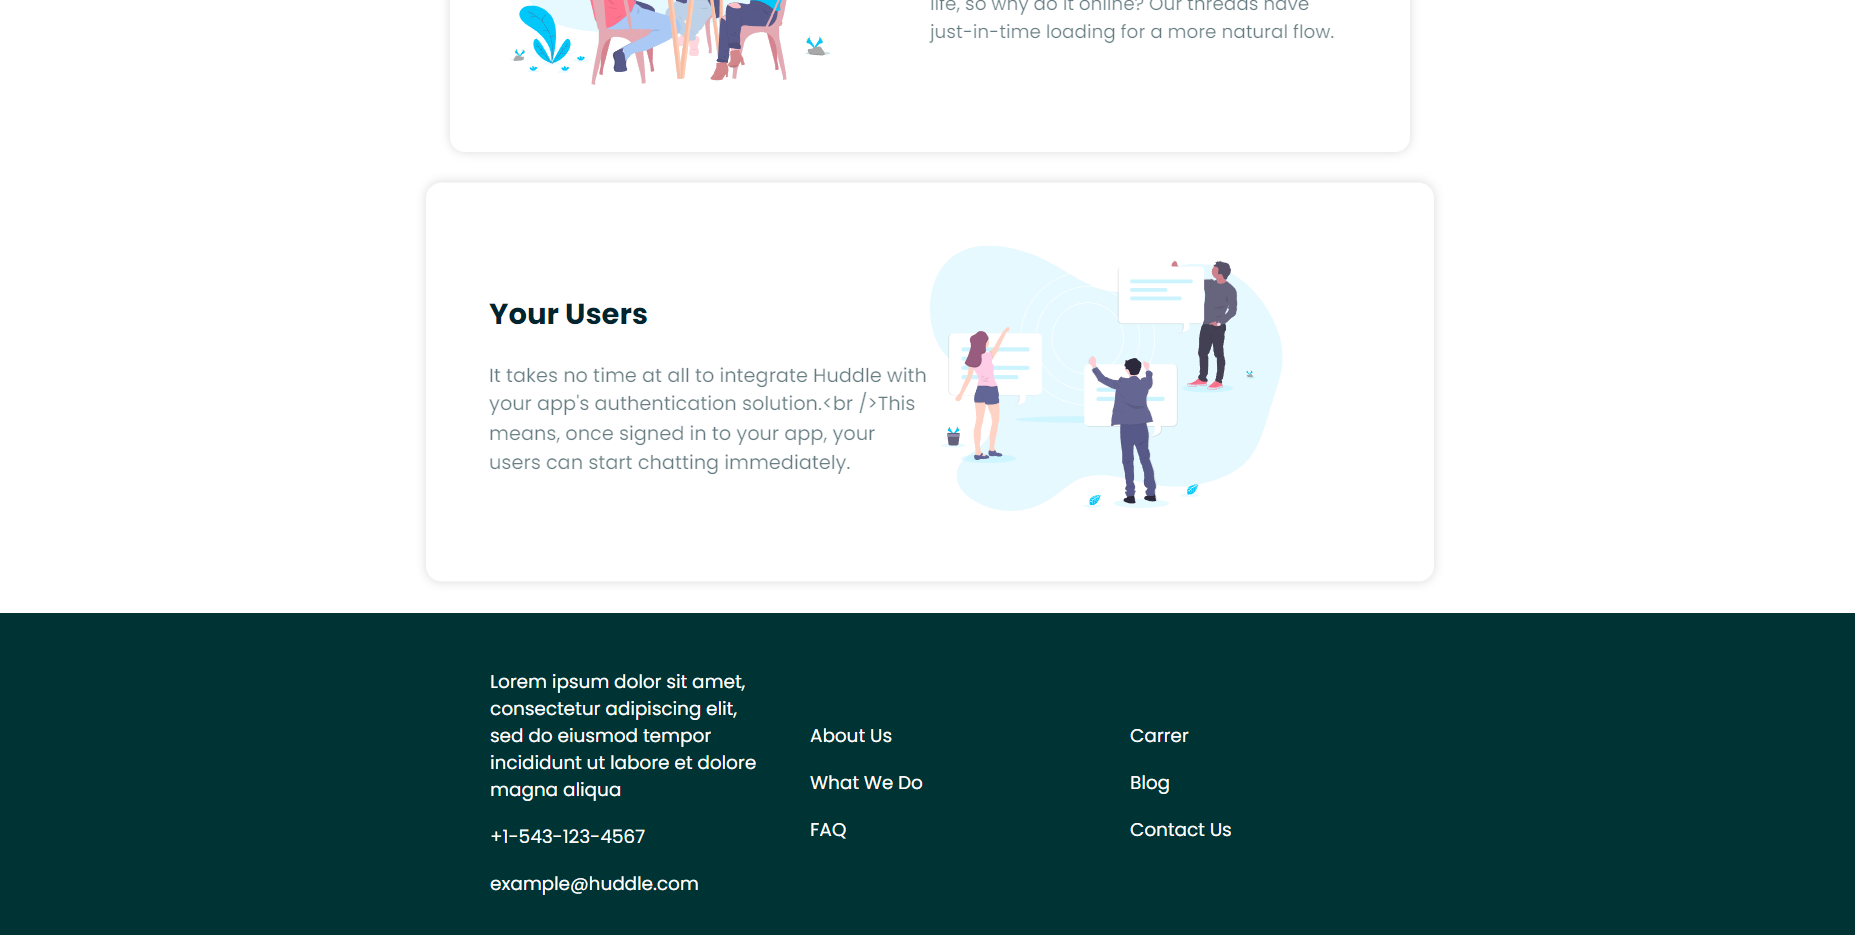 life, so why do it online? Our threads have
just-in-time loading for a more natural flow.
Your Users
It takes no time at all to integrate Huddle with
your app's authentication solution.<br />This
means, once signed in to your app, your
users can start chatting immediately.
Lorem ipsum dolor sit amet,
consectetur adipiscing elit,
sed do eiusmod tempor
incididunt ut labore et dolore
magna aliqua
+1-543-123-4567
example@huddle.com
About Us
What We Do
FAQ
Carrer
Blog
Contact Us